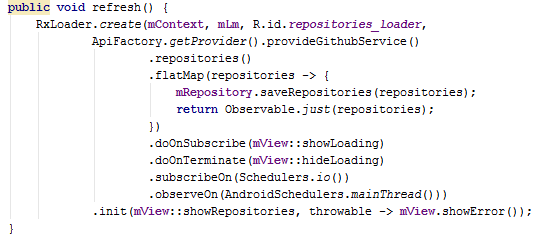 public void refresh() {
    RxLoader.create(mContext, mLm, R.id.repositories_loader,
            ApiFactory.getProvider().provideGithubService()
                    .repositories()
                    .flatMap(repositories -> {
                        mRepository.saveRepositories(repositories);
                        return Observable.just(repositories);
                    })
                    .doOnSubscribe(mView::showLoading)
                    .doOnTerminate(mView::hideLoading)
                    .subscribeOn(Schedulers.io())
                    .observeOn(AndroidSchedulers.mainThread()))
            .init(mView::showRepositories, throwable -> mView.showError());
}